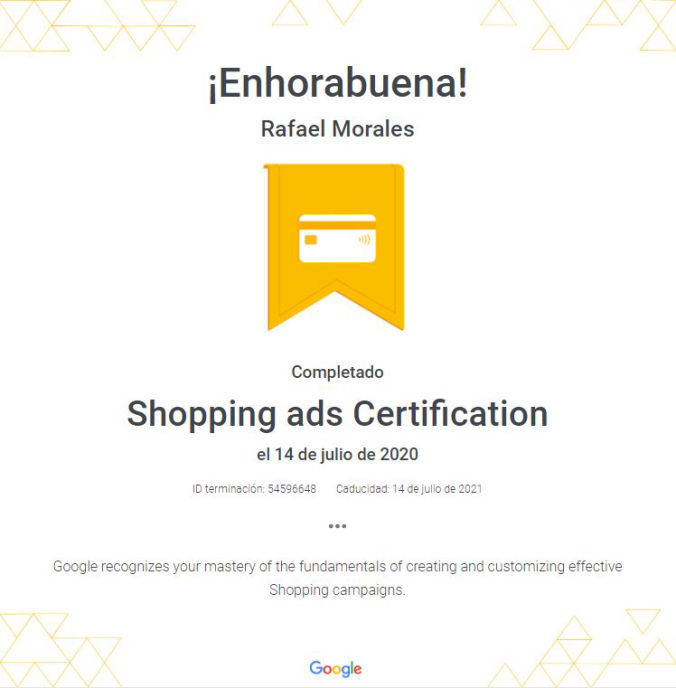 ¡Enhorabuena!
Rafael Morales
Completado
Shopping ads Certification
el 14 de julio de 2020
ID terminación: 54596648 Caducidad: 14 de julio de 2021
•••
Google recognizes your mastery of the fundamentals of creating and customizing effective
Shopping campaigns.
Google